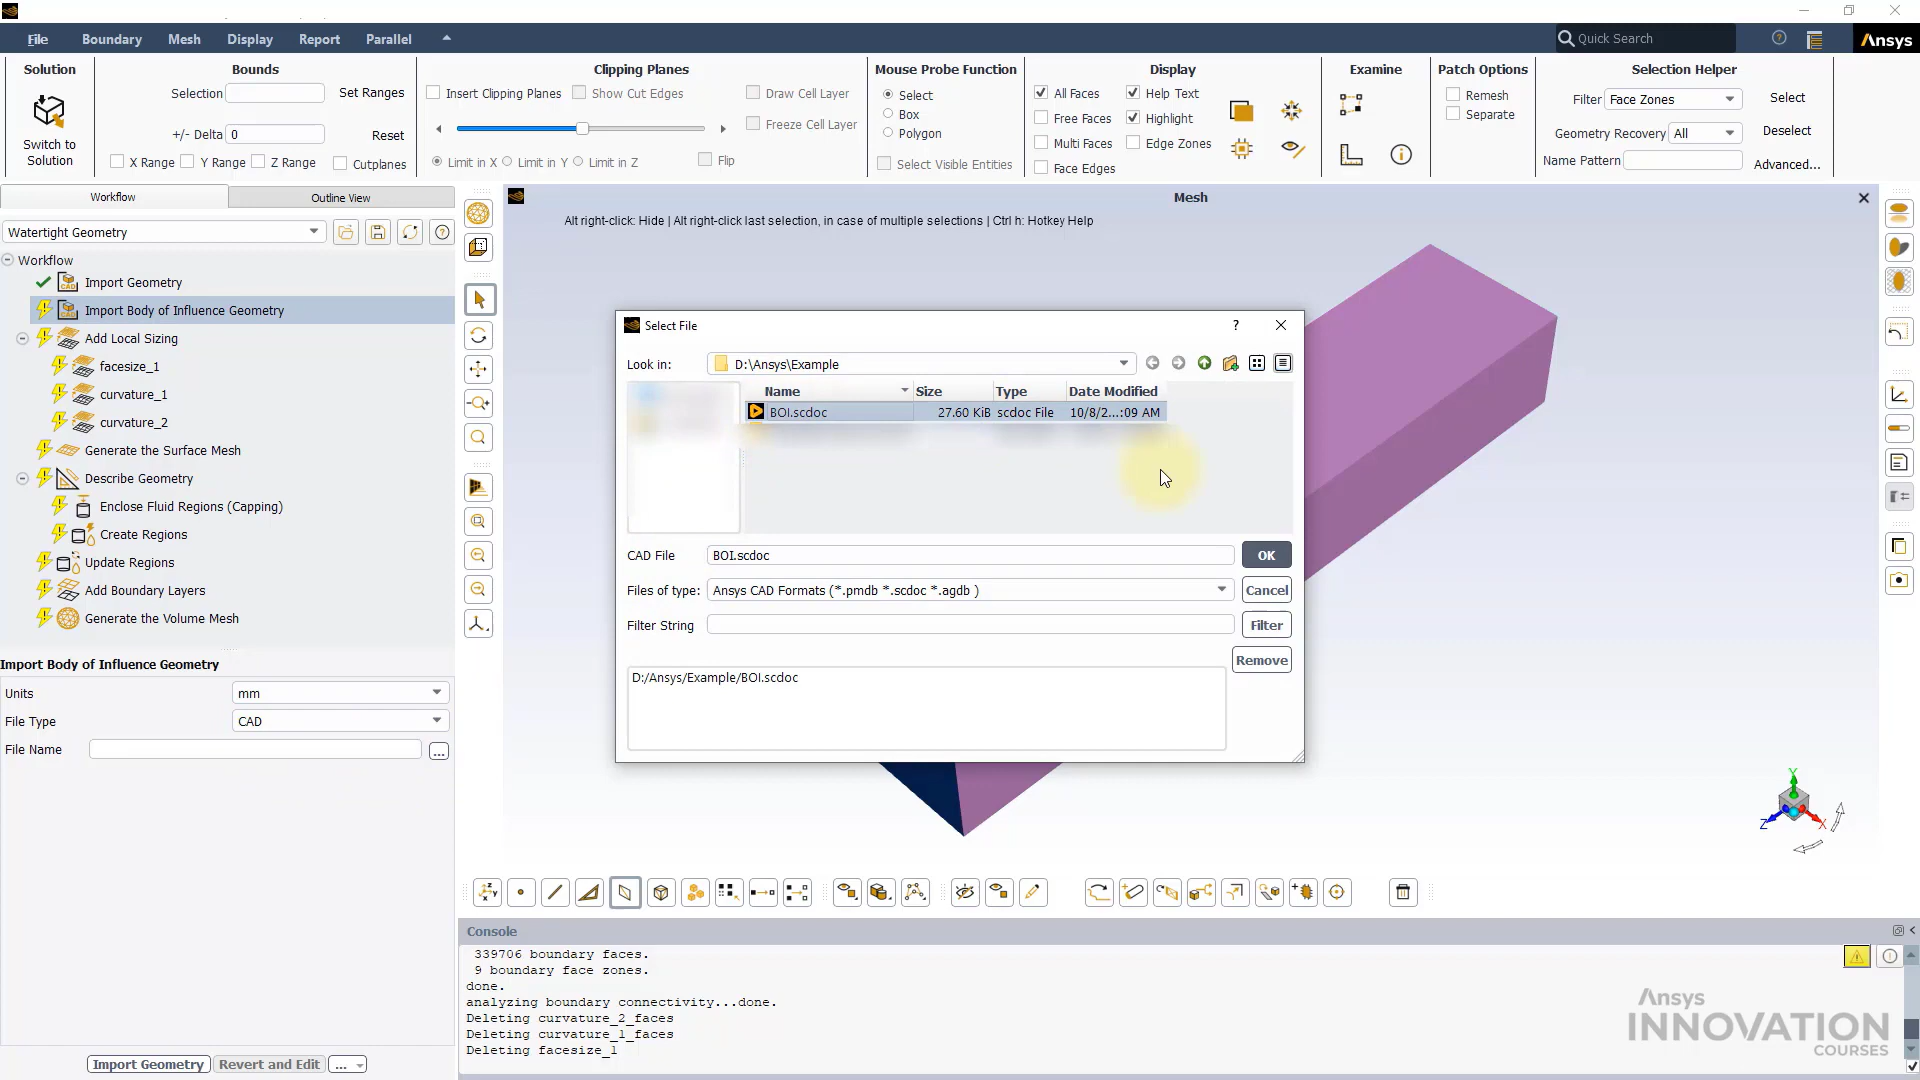 File Boundary Mesh Display Report Parallel Quick Search Ansys
Solution Bounds Clipping Planes Mouse Probe Function Display Examine Patch Options Selection Helper
Selection Set Ranges Insert Clipping Planes Show Cut Edges Draw Cell Layer Select All Faces Help Text Remesh Filter Face Zones Select
+/- Delta 0 Reset Freeze Cell Layer Box Free Faces Highlight Separate Geometry Recovery All Deselect
Switch to
Solution
Polygon Multi Faces Edge Zones
X Range Y Range Z Range Cutplanes Limit in X Limit in Y Limit in Z Flip Select Visible Entities Face Edges Name Pattern Advanced...
Workflow Outline View Mesh
Alt right-click: Hide | Alt right-click last selection, in case of multiple selections | Ctrl h: Hotkey Help
Watertight Geometry
Workflow
Import Geometry
Import Body of Influence Geometry
Add Local Sizing
facesize_1
curvature_1
curvature_2
Generate the Surface Mesh
Describe Geometry
Enclose Fluid Regions (Capping)
Create Regions
Update Regions
Add Boundary Layers
Generate the Volume Mesh
Import Body of Influence Geometry
Units mm
File Type CAD
File Name ...
Import Geometry Revert and Edit ...
Select File
Look in: D:\Ansys\Example
Name Size Type Date Modified
BOI.scdoc 27.60 KiB scdoc File 10/8/2...:09 AM
CAD File BOI.scdoc OK
Files of type: Ansys CAD Formats (*.pmdb *.scdoc *.agdb ) Cancel
Filter String Filter
Remove
D:/Ansys/Example/BOI.scdoc
Y
Z X
Console
339706 boundary faces.
9 boundary face zones.
done.
analyzing boundary connectivity...done.
Deleting curvature_2_faces
Deleting curvature_1_faces
Deleting facesize_1
Ansys
INNOVATION
COURSES